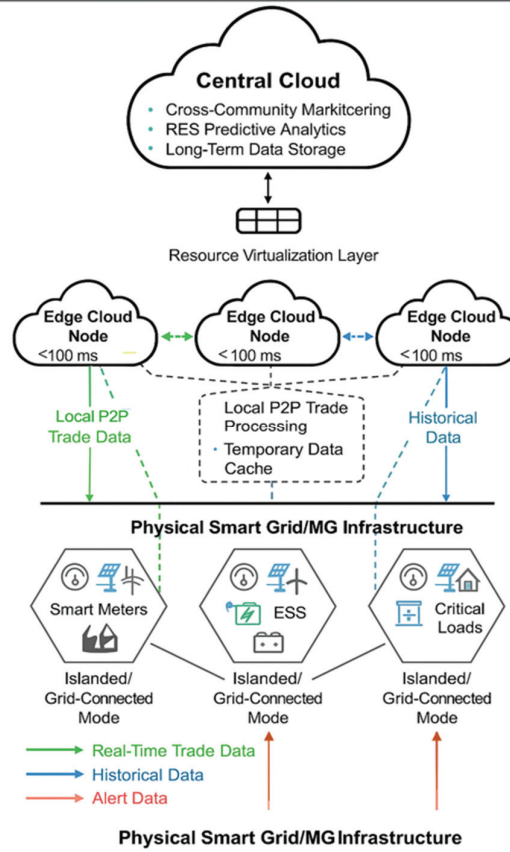 Central Cloud
• Cross-Community Markitcering
• RES Predictive Analytics
• Long-Term Data Storage
Resource Virtualization Layer
Edge Cloud
Node
<100 ms
Edge Cloud
Node
<100 ms
Edge Cloud
Node
<100 ms
Local P2P
Trade Data
Local P2P Trade
Processing
• Temporary Data
Cache
Historical
Data
Physical Smart Grid/MG Infrastructure
Smart Meters
ESS
Critical
Loads
Islanded/
Grid-Connected
Mode
Islanded/
Grid-Connected
Mode
Islanded/
Grid-Connected
Mode
Real-Time Trade Data
Historical Data
Alert Data
Physical Smart Grid/MG Infrastructure